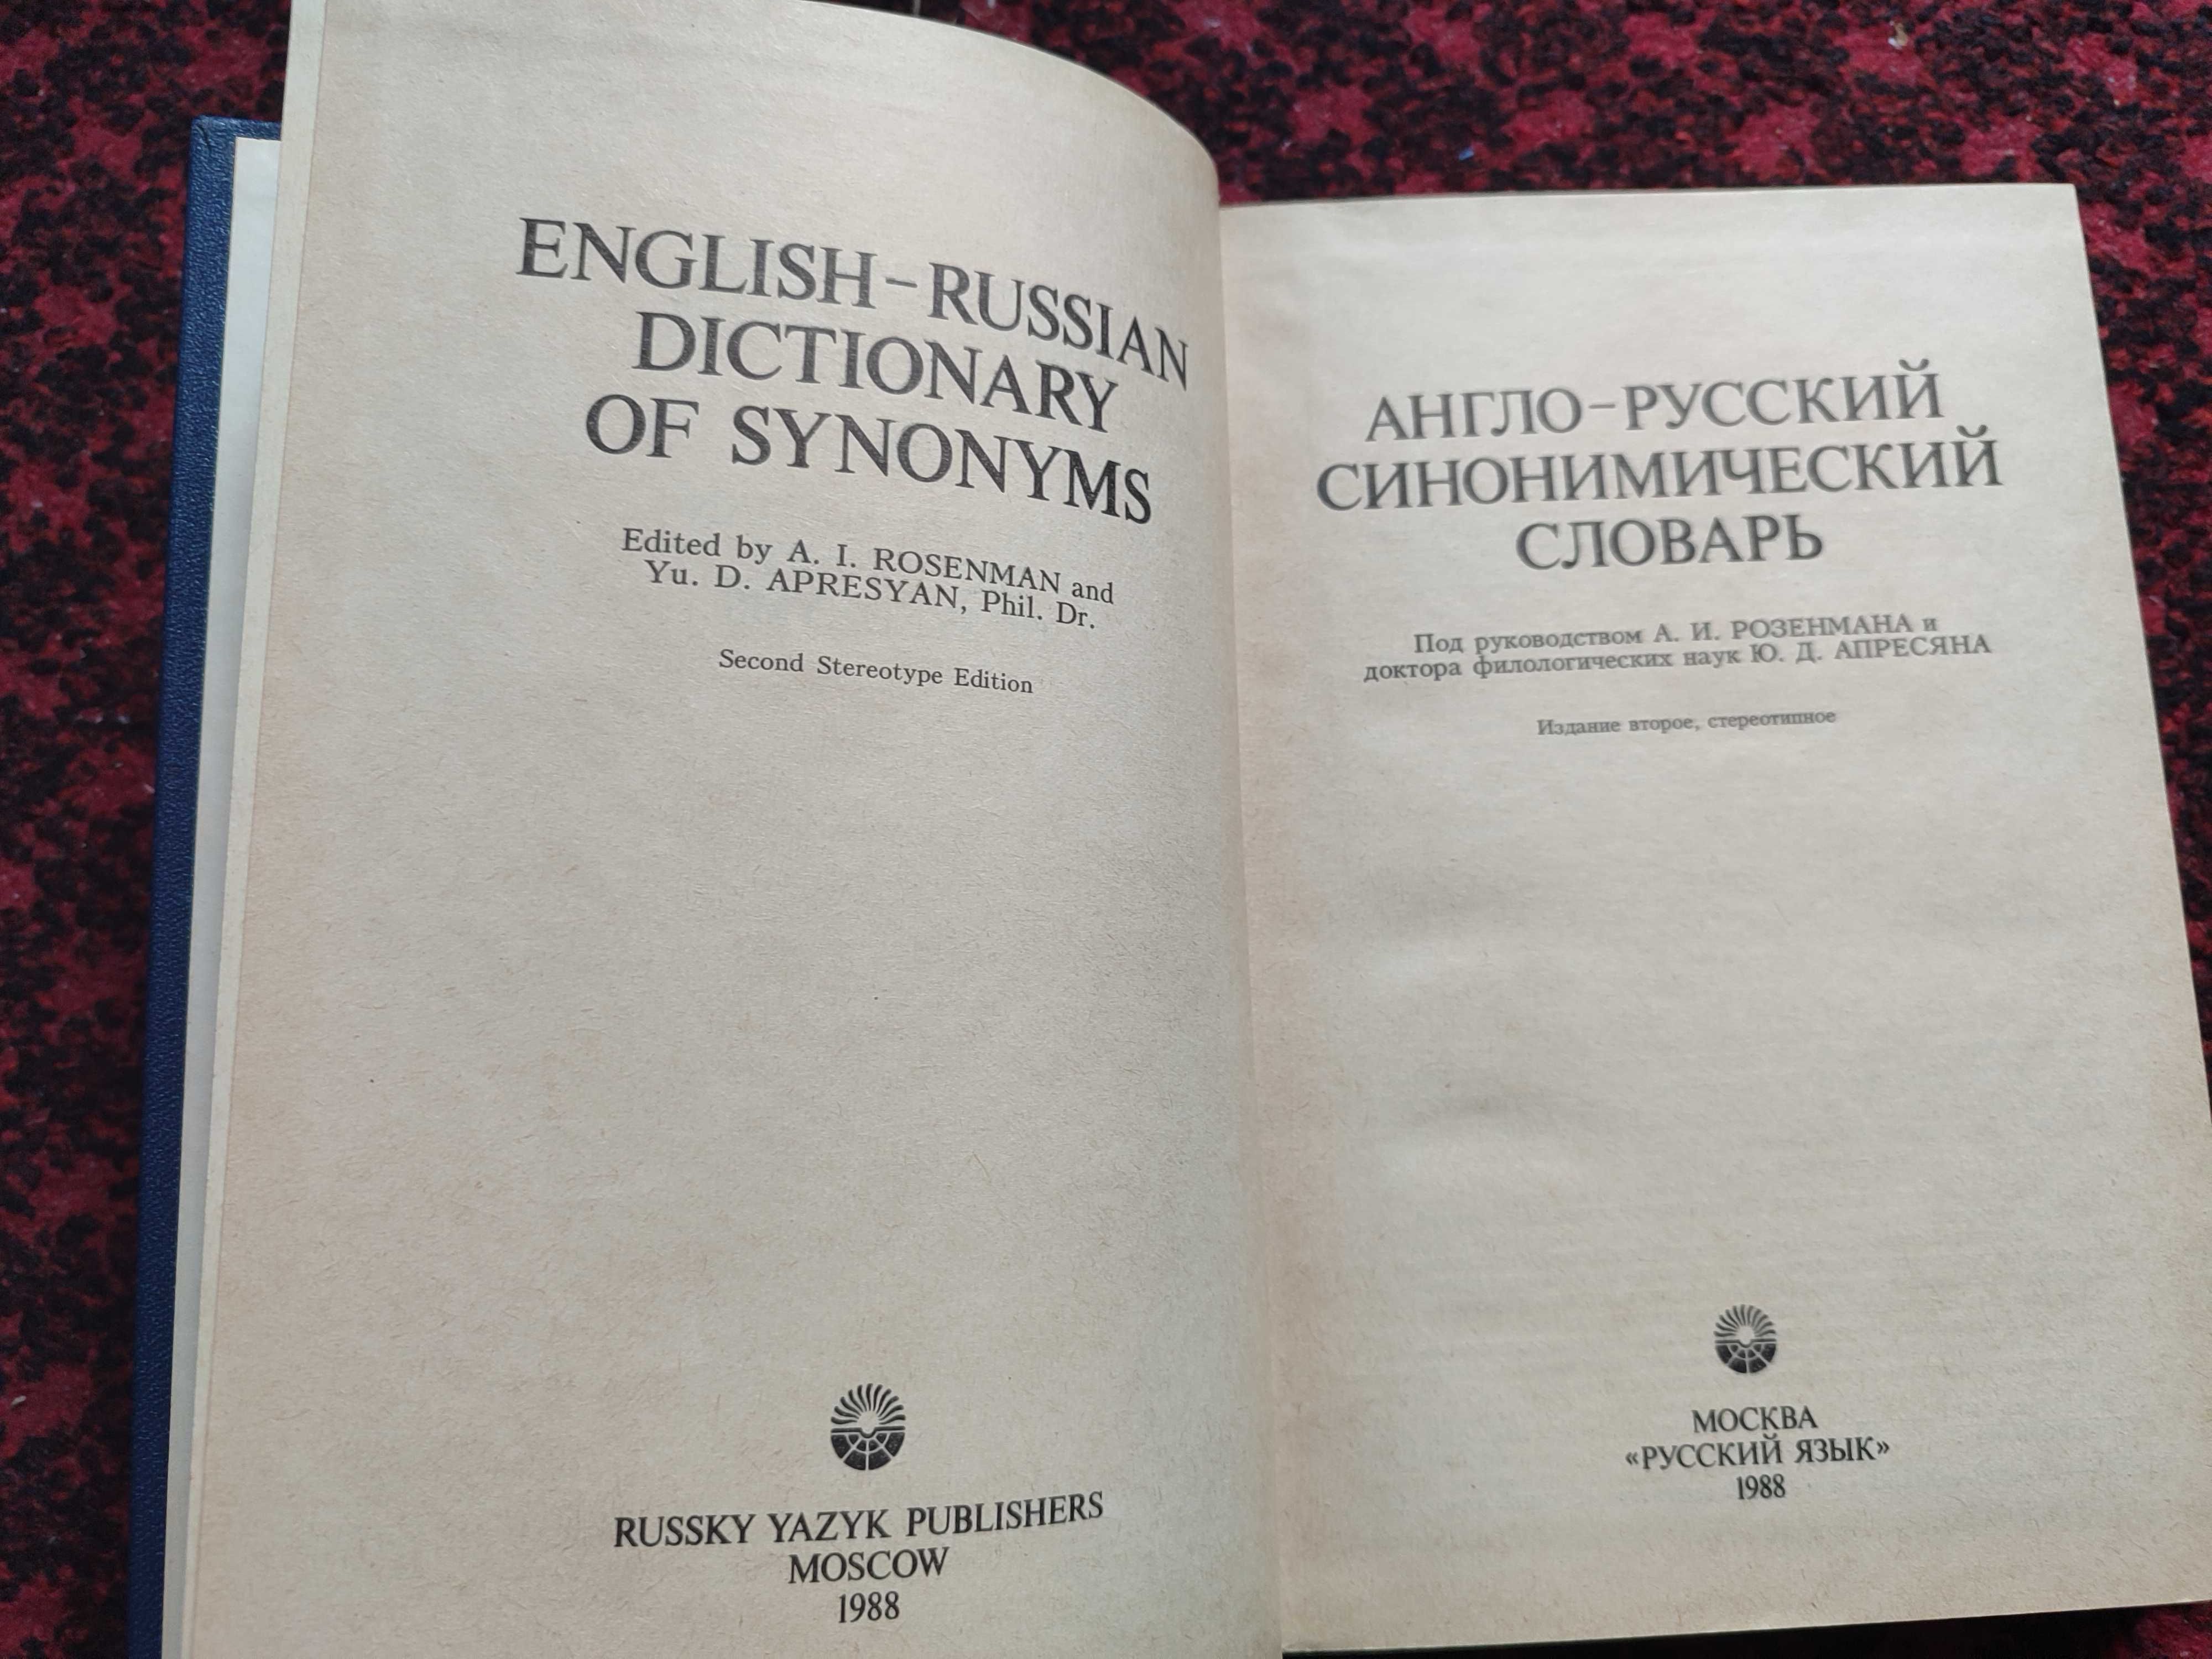 ENGLISH-RUSSIAN
DICTIONARY
OF SYNONYMS
Edited by A. I. ROSENMAN and
Yu. D. APRESYAN, Phil. Dr.
Second Stereotype Edition
RUSSKY YAZYK PUBLISHERS
MOSCOW
1988
АНГЛО-РУССКИЙ
СИНОНИМИЧЕСКИЙ
СЛОВАРЬ
Под руководством А. И. РОЗЕНМАНА и
доктора филологических наук Ю. Д. АПРЕСЯНА
Издание второе, стереотипное
МОСКВА
«РУССКИЙ ЯЗЫК»
1988